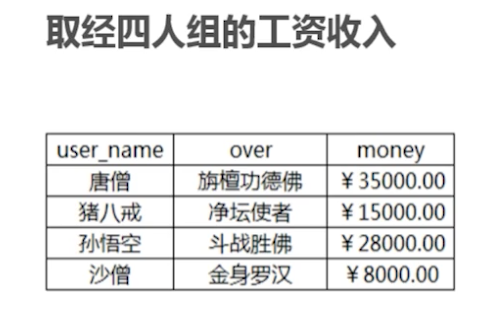 取经四人组的工资收入
user_name over money
唐僧 旃檀功德佛 ¥35000.00
猪八戒 净坛使者 ¥15000.00
孙悟空 斗战胜佛 ¥28000.00
沙僧 金身罗汉 ¥8000.00